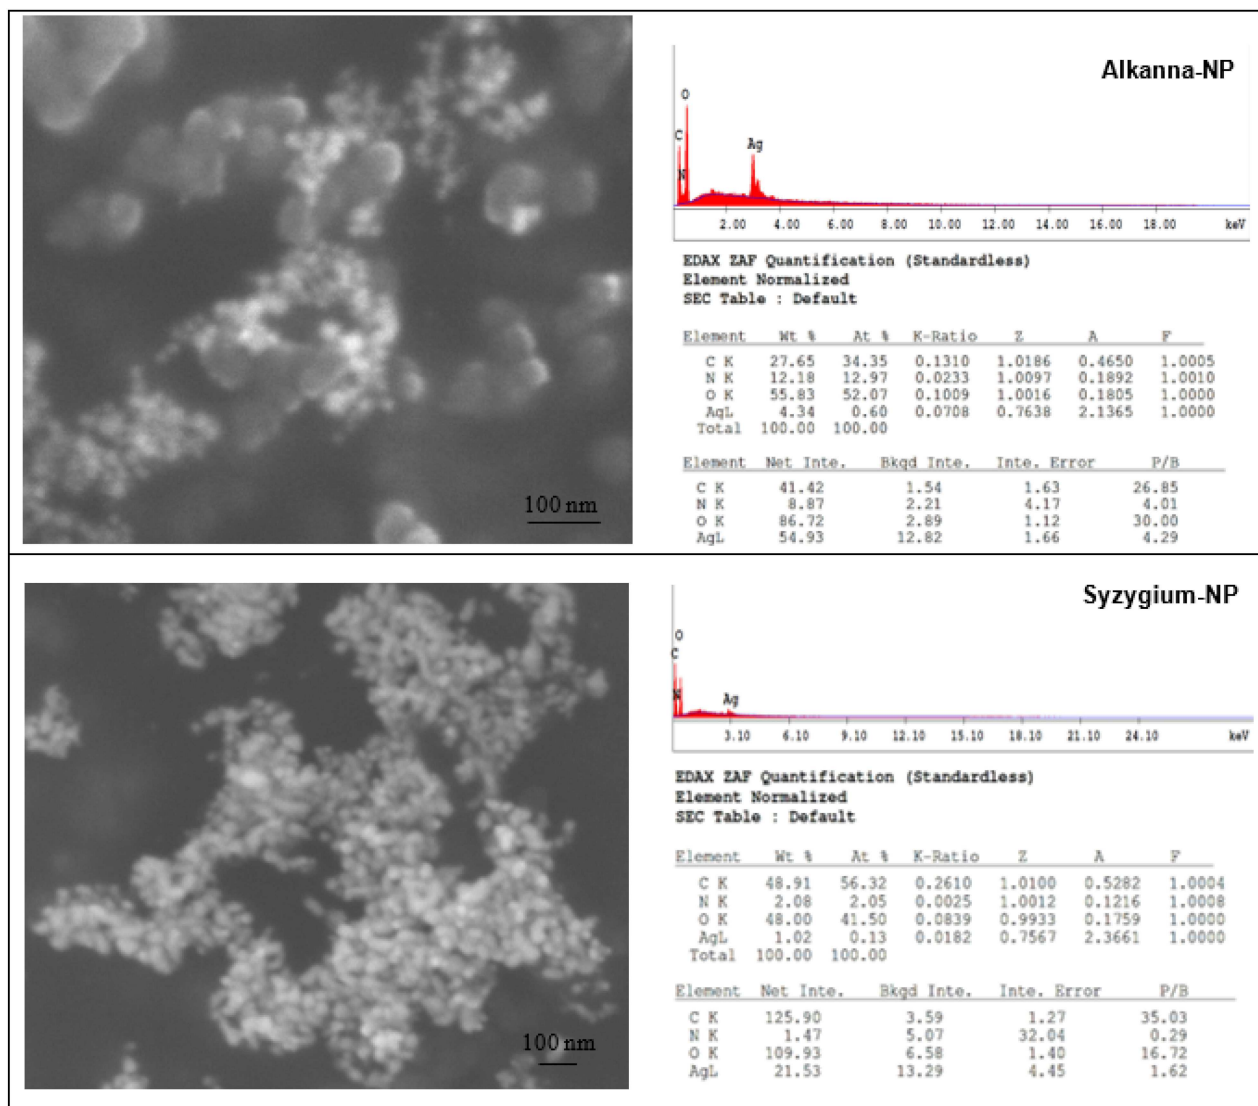 Alkanna-NP
O
C
Ag
N
2.00 4.00 6.00 8.00 10.00 12.00 14.00 16.00 18.00 keV
EDAX ZAF Quantification (Standardless)
Element Normalized
SEC Table : Default
Element Wt % At % K-Ratio Z A F
C K 27.65 34.35 0.1310 1.0186 0.4650 1.0005
N K 12.18 12.97 0.0233 1.0097 0.1892 1.0010
O K 55.83 52.07 0.1009 1.0016 0.1805 1.0000
AgL 4.34 0.60 0.0708 0.7638 2.1365 1.0000
Total 100.00 100.00
Element Net Inte. Bkgd Inte. Inte. Error P/B
C K 41.42 1.54 1.63 26.85
N K 8.87 2.21 4.17 4.01
O K 86.72 2.89 1.12 30.00
AgL 54.93 12.82 1.66 4.29
100 nm
Syzygium-NP
O
C
N
Ag
3.10 6.10 9.10 12.10 15.10 18.10 21.10 24.10 keV
EDAX ZAF Quantification (Standardless)
Element Normalized
SEC Table : Default
Element Wt % At % K-Ratio Z A F
C K 48.91 56.32 0.2610 1.0100 0.5282 1.0004
N K 2.08 2.05 0.0025 1.0012 0.1216 1.0008
O K 48.00 41.50 0.0839 0.9933 0.1759 1.0000
AgL 1.02 0.13 0.0182 0.7567 2.3661 1.0000
Total 100.00 100.00
Element Net Inte. Bkgd Inte. Inte. Error P/B
C K 125.90 3.59 1.27 35.03
N K 1.47 5.07 32.04 0.29
O K 109.93 6.58 1.40 16.72
AgL 21.53 13.29 4.45 1.62
100 nm